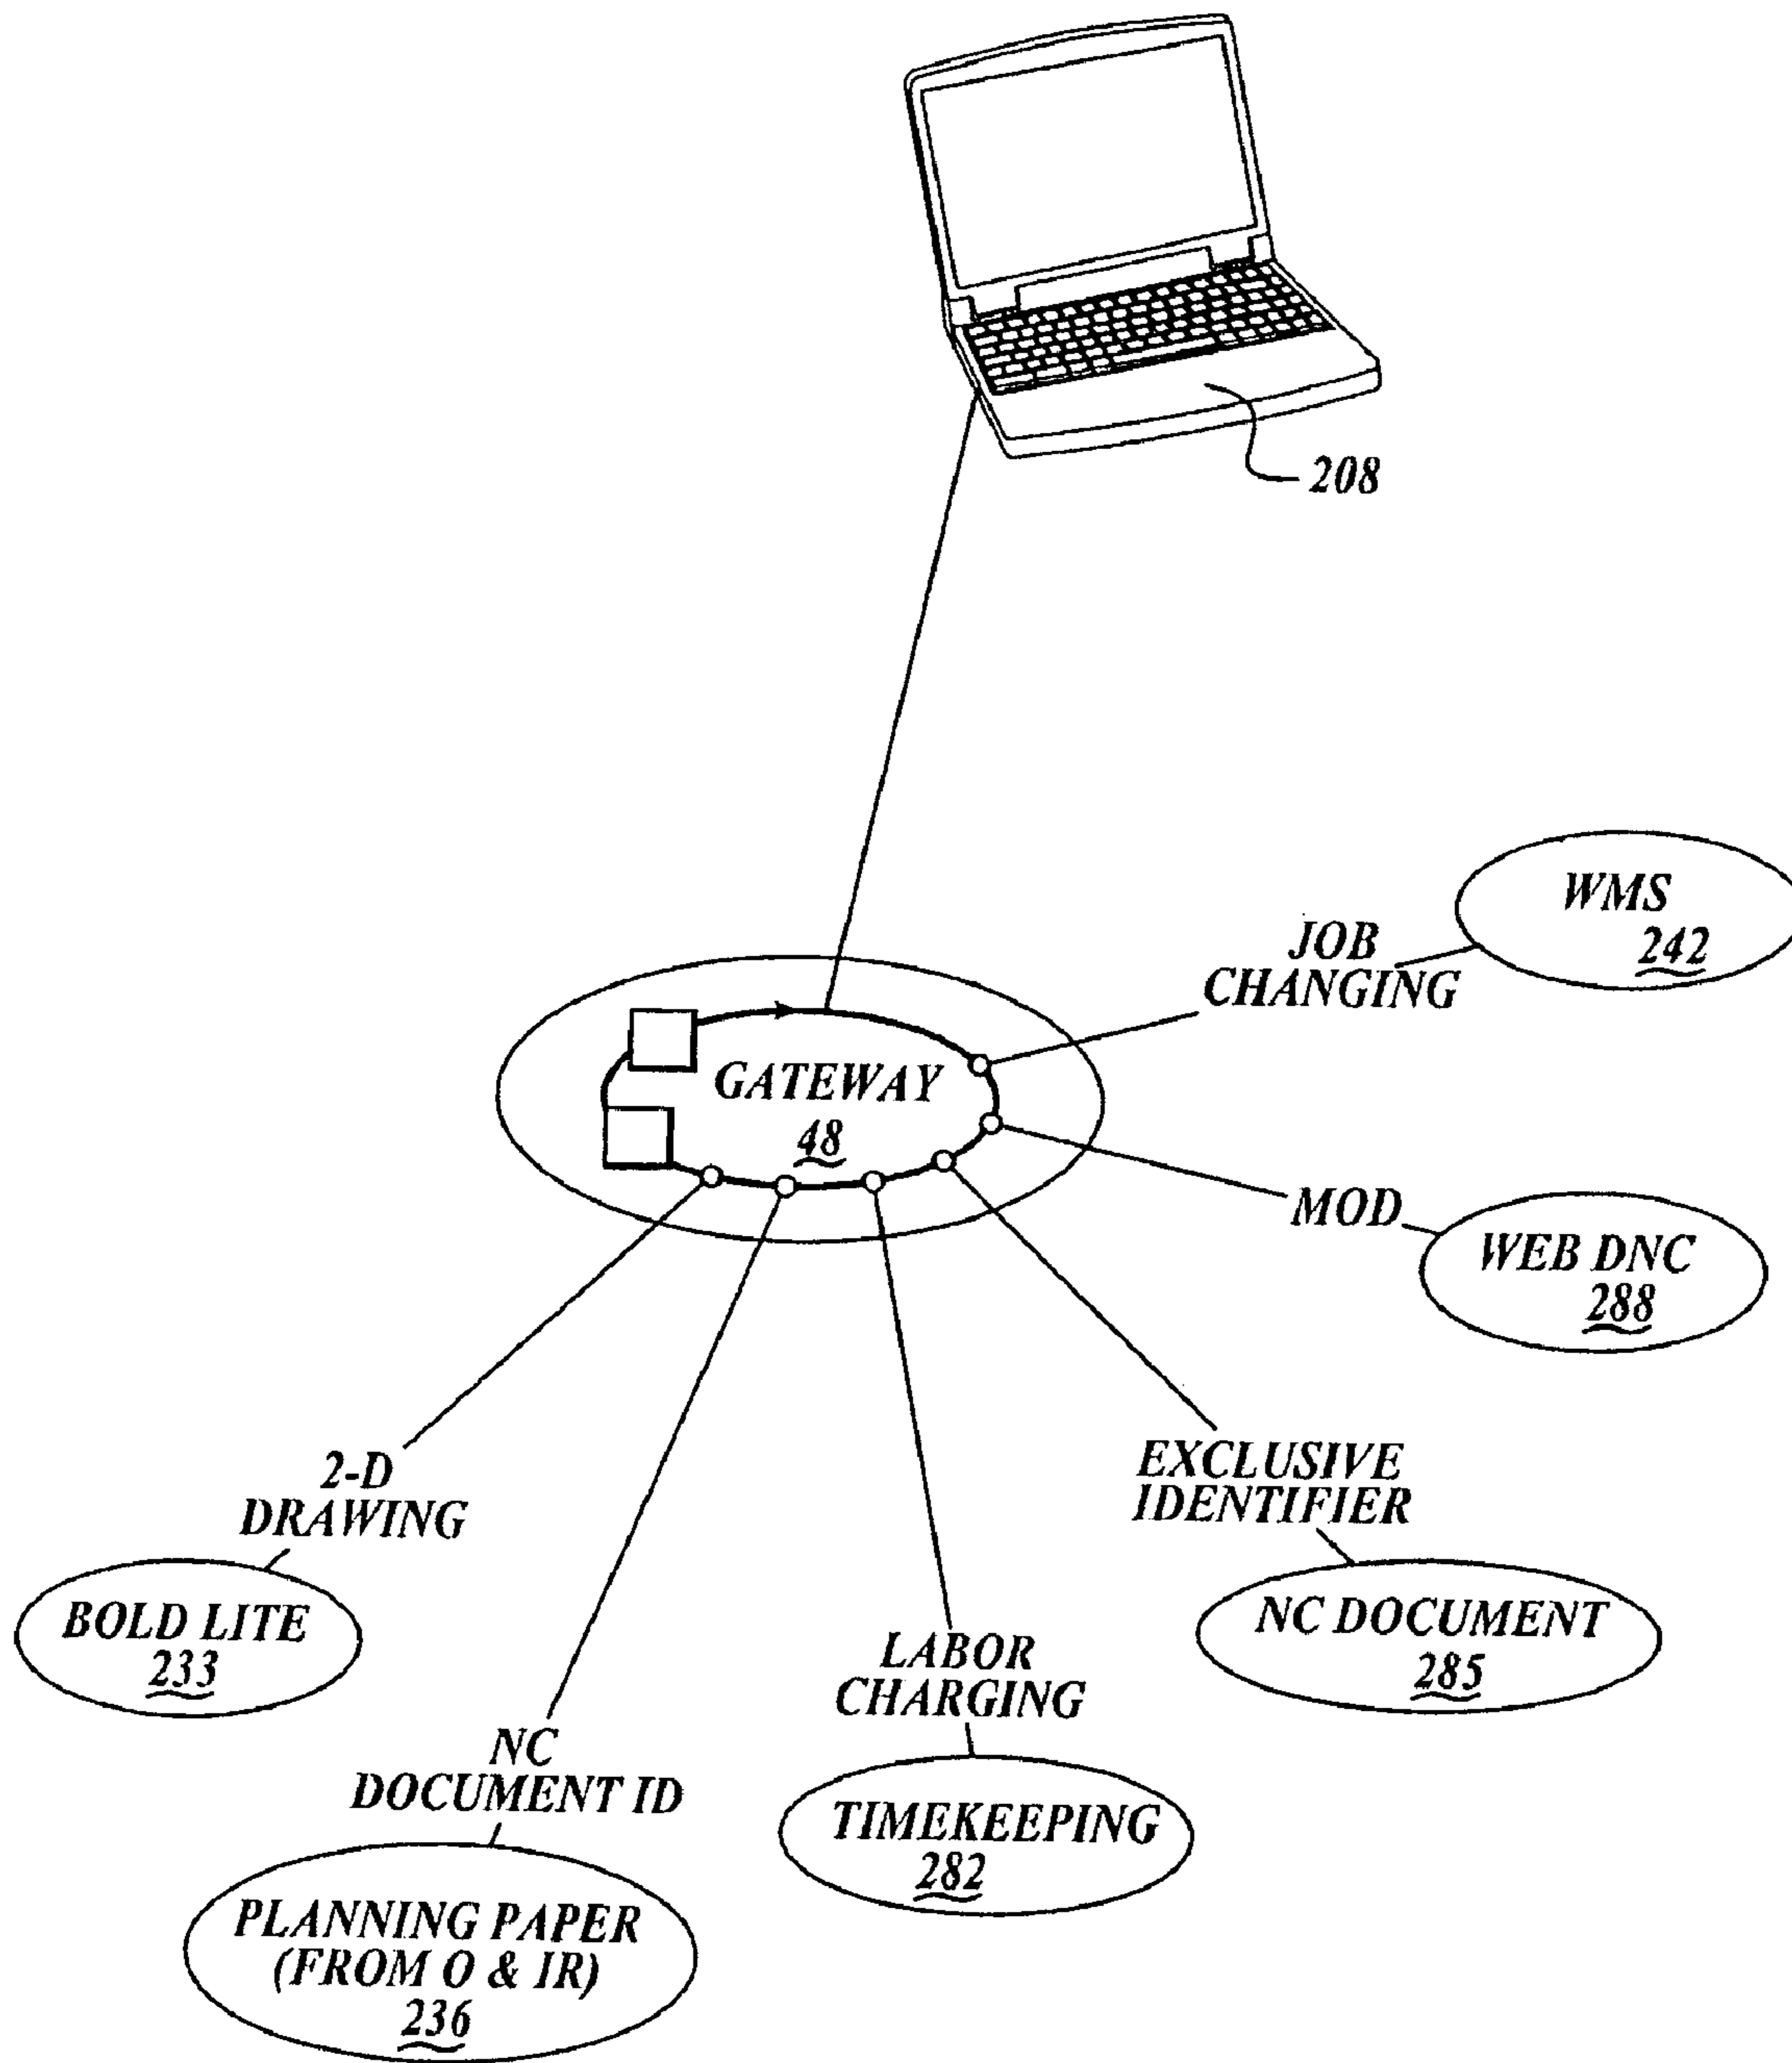 208
WMS
242
JOB
CHANGING
GATEWAY
48
MOD
WEB DNC
288
2-D
DRAWING
BOLD LITE
233
EXCLUSIVE
IDENTIFIER
NC DOCUMENT
285
LABOR
CHARGING
TIMEKEEPING
282
NC
DOCUMENT ID
PLANNING PAPER
(FROM O & IR)
236